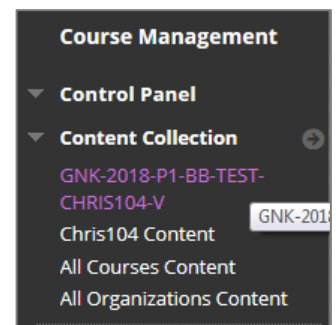 Course Management
Control Panel
Content Collection
GNK-2018-P1-BB-TEST-
CHRIS104-V
GNK-201
Chris104 Content
All Courses Content
All Organizations Content